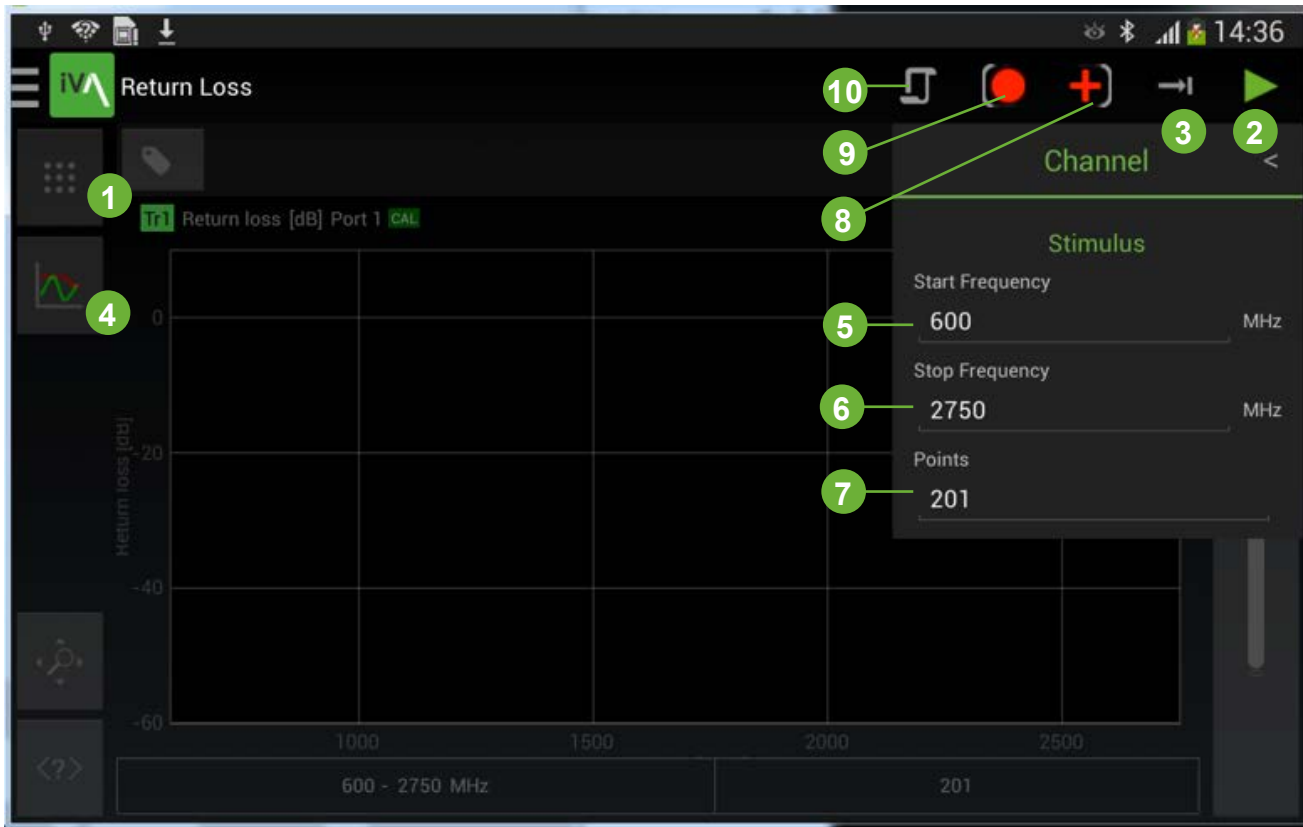 14:36
iVA Return Loss
10
9
8
3
2
1
Channel <
Tr1 Return loss [dB] Port 1 CAL
Stimulus
Start Frequency
4
5
600 MHz
Stop Frequency
6
2750 MHz
Points
7
201
Return loss [dB]
0
-20
-40
-60
1000 1500 2000 2500
<?>
600 - 2750 MHz 201